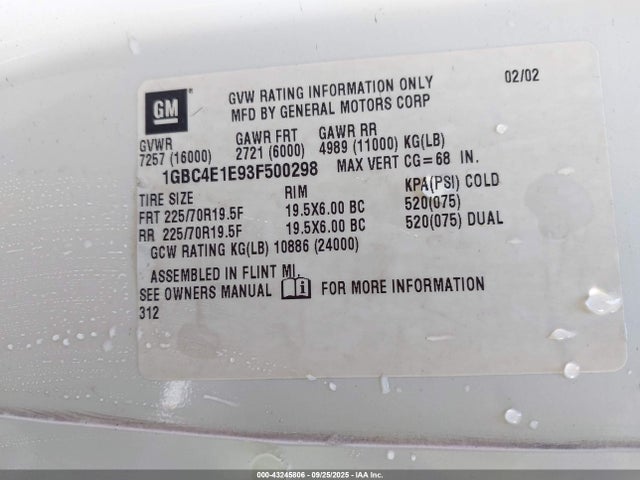 GM
GVW RATING INFORMATION ONLY 02/02
MFD BY GENERAL MOTORS CORP
GVWR GAWR FRT GAWR RR
7257 (16000) 2721 (6000) 4989 (11000) KG(LB)
1GBC4E1E93F500298 MAX VERT CG=68 IN.
TIRE SIZE RIM KPA(PSI) COLD
FRT 225/70R19.5F 19.5X6.00 BC 520(075)
RR 225/70R19.5F 19.5X6.00 BC 520(075) DUAL
GCW RATING KG(LB) 10886 (24000)
ASSEMBLED IN FLINT MI.
SEE OWNERS MANUAL i FOR MORE INFORMATION
312
000-43245806 - 09/25/2025 - IAA Inc.